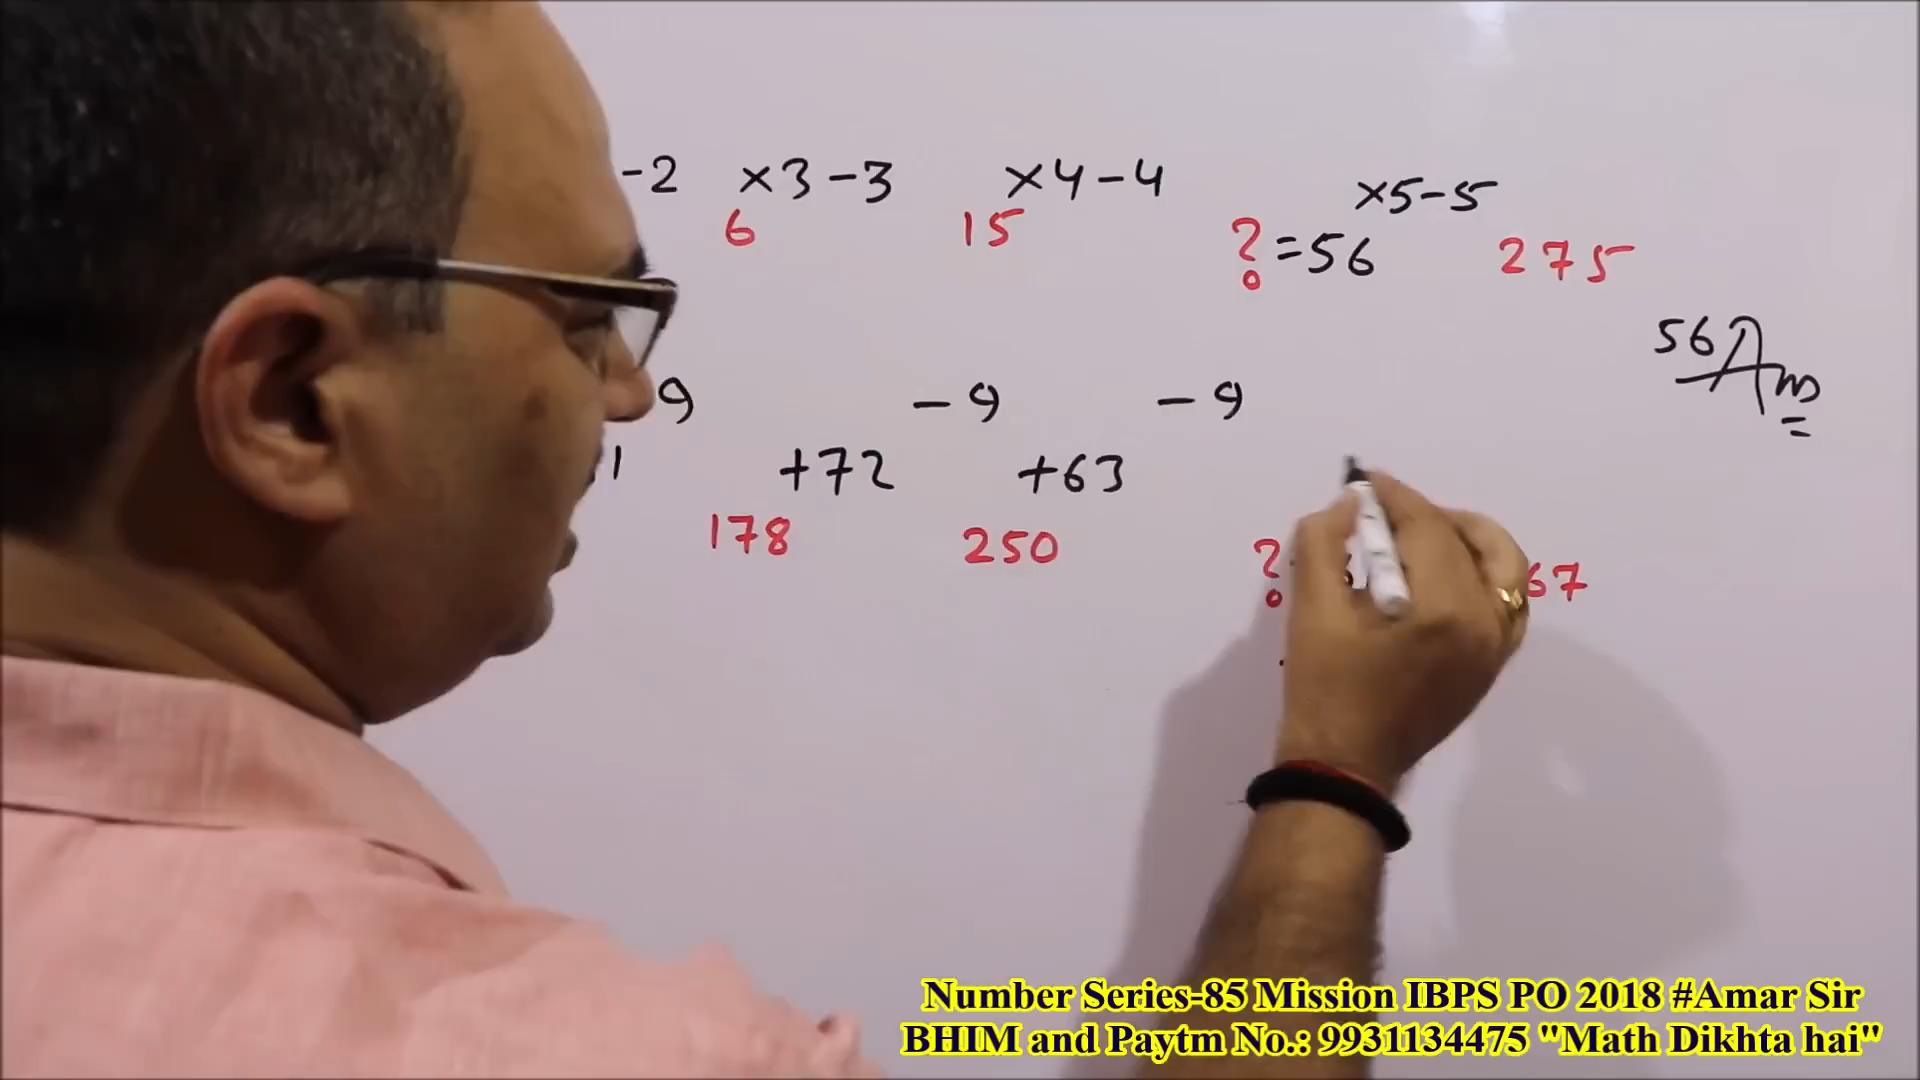 -2 ×3-3 ×4-4 ×5-5
6 15 ?=56 275
56 Ans
9 -9 -9
1 +72 +63
178 250 ? 67
Number Series-85 Mission IBPS PO 2018 #Amar Sir
BHIM and Paytm No.: 9931134475 "Math Dikhta hai"